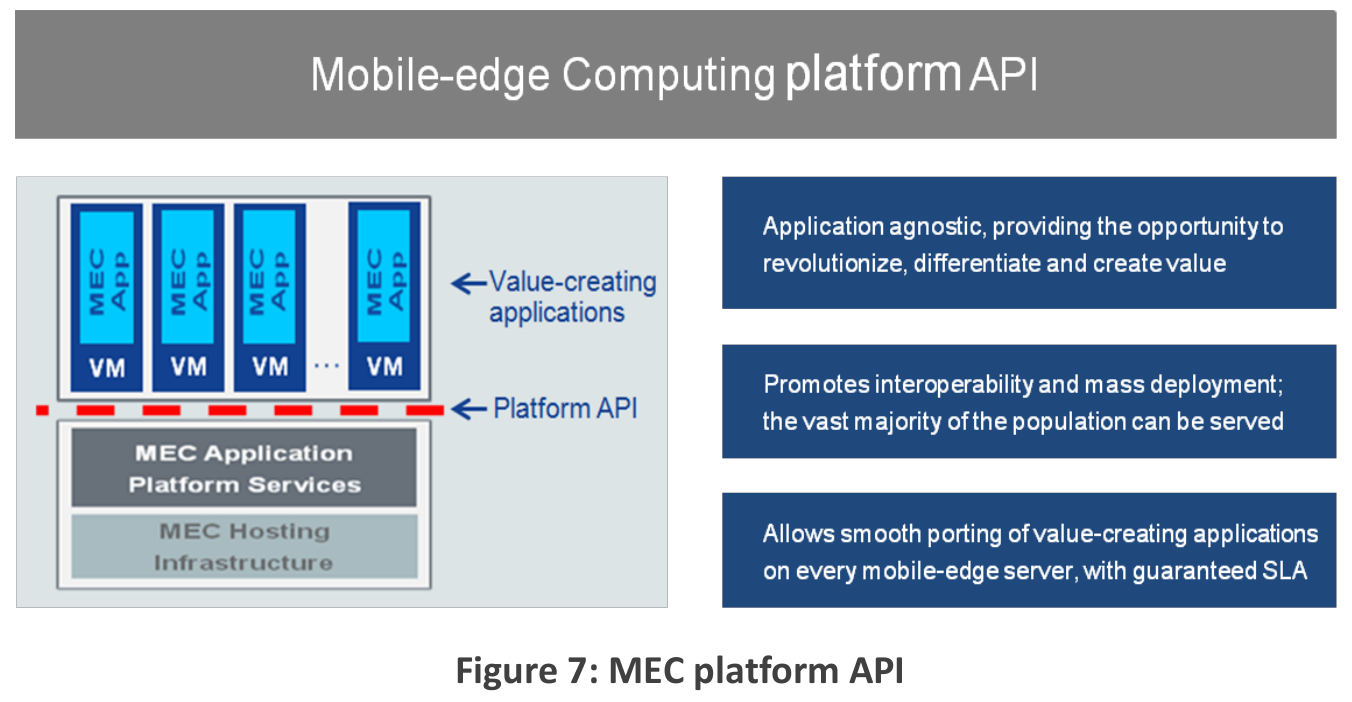 Mobile-edge Computing platform API
MEC App
MEC App
MEC App
MEC App
VM
VM
VM
...
VM
Value-creating
applications
Platform API
MEC Application
Platform Services
MEC Hosting
Infrastructure
Application agnostic, providing the opportunity to
revolutionize, differentiate and create value
Promotes interoperability and mass deployment;
the vast majority of the population can be served
Allows smooth porting of value-creating applications
on every mobile-edge server, with guaranteed SLA
Figure 7: MEC platform API